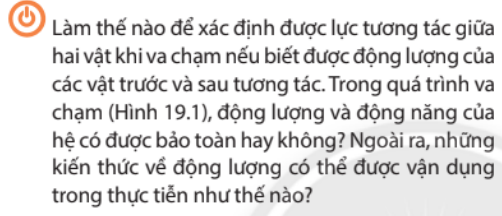 Làm thế nào để xác định được lực tương tác giữa
hai vật khi va chạm nếu biết được động lượng của
các vật trước và sau tương tác. Trong quá trình va
chạm (Hình 19.1), động lượng và động năng của
hệ có được bảo toàn hay không? Ngoài ra, những
kiến thức về động lượng có thể được vận dụng
trong thực tiễn như thế nào?